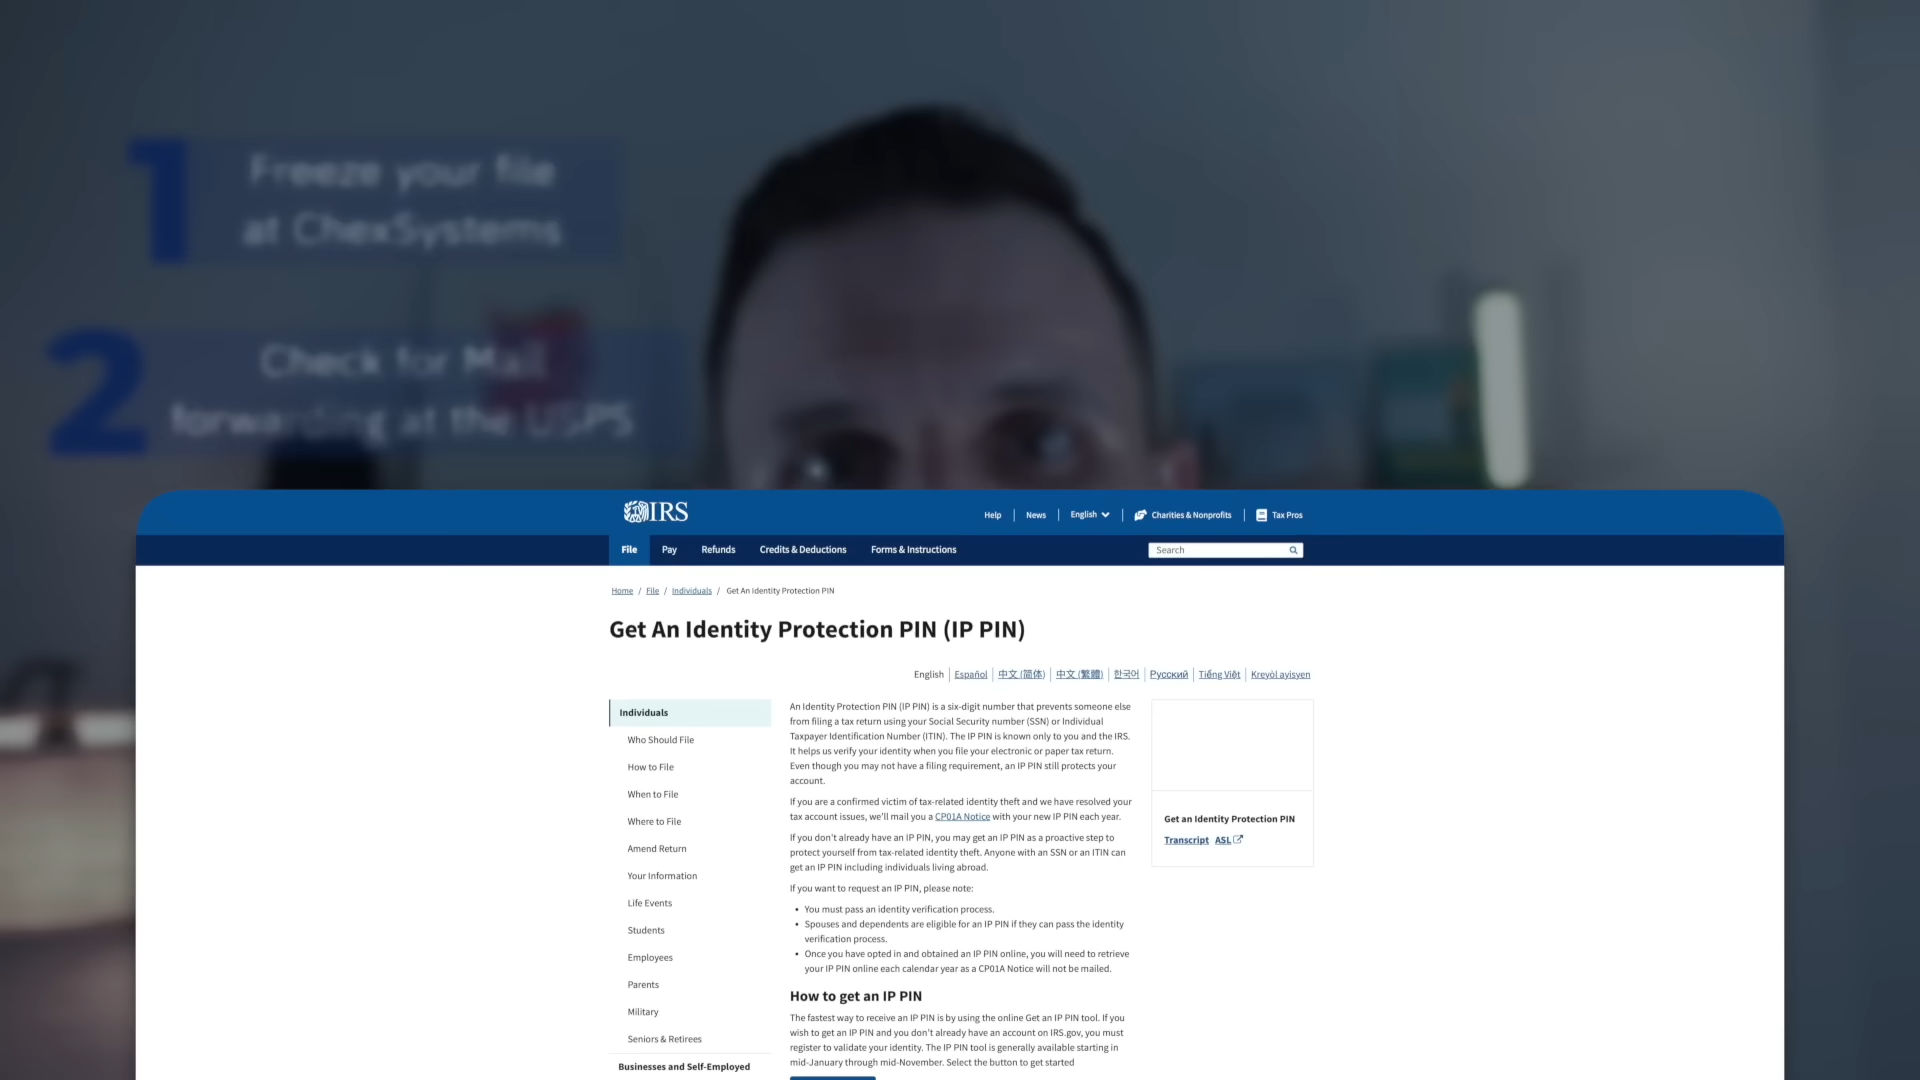 1
Freeze your file
at ChexSystems
2
Check for Mail
forwarding at the USPS
IRS
Help
News
English
Charities & Nonprofits
Tax Pros
File
Pay
Refunds
Credits & Deductions
Forms & Instructions
Search
Home / File / Individuals / Get An Identity Protection PIN
Get An Identity Protection PIN (IP PIN)
English
Español
中文 (简体)
中文 (繁體)
한국어
Русский
Tiếng Việt
Kreyòl ayisyen
Individuals
Who Should File
How to File
When to File
Where to File
Amend Return
Your Information
Life Events
Students
Employees
Parents
Military
Seniors & Retirees
Businesses and Self-Employed
An Identity Protection PIN (IP PIN) is a six-digit number that prevents someone else
from filing a tax return using your Social Security number (SSN) or Individual
Taxpayer Identification Number (ITIN). The IP PIN is known only to you and the IRS.
It helps us verify your identity when you file your electronic or paper tax return.
Even though you may not have a filing requirement, an IP PIN still protects your
account.
If you are a confirmed victim of tax-related identity theft and we have resolved your
tax account issues, we'll mail you a CP01A Notice with your new IP PIN each year.
If you don't already have an IP PIN, you may get an IP PIN as a proactive step to
protect yourself from tax-related identity theft. Anyone with an SSN or an ITIN can
get an IP PIN including individuals living abroad.
If you want to request an IP PIN, please note:
• You must pass an identity verification process.
• Spouses and dependents are eligible for an IP PIN if they can pass the identity
verification process.
• Once you have opted in and obtained an IP PIN online, you will need to retrieve
your IP PIN online each calendar year as a CP01A Notice will not be mailed.
How to get an IP PIN
The fastest way to receive an IP PIN is by using the online Get an IP PIN tool. If you
wish to get an IP PIN and you don't already have an account on IRS.gov, you must
register to validate your identity. The IP PIN tool is generally available starting in
mid-January through mid-November. Select the button to get started
Get an Identity Protection PIN
Transcript ASL